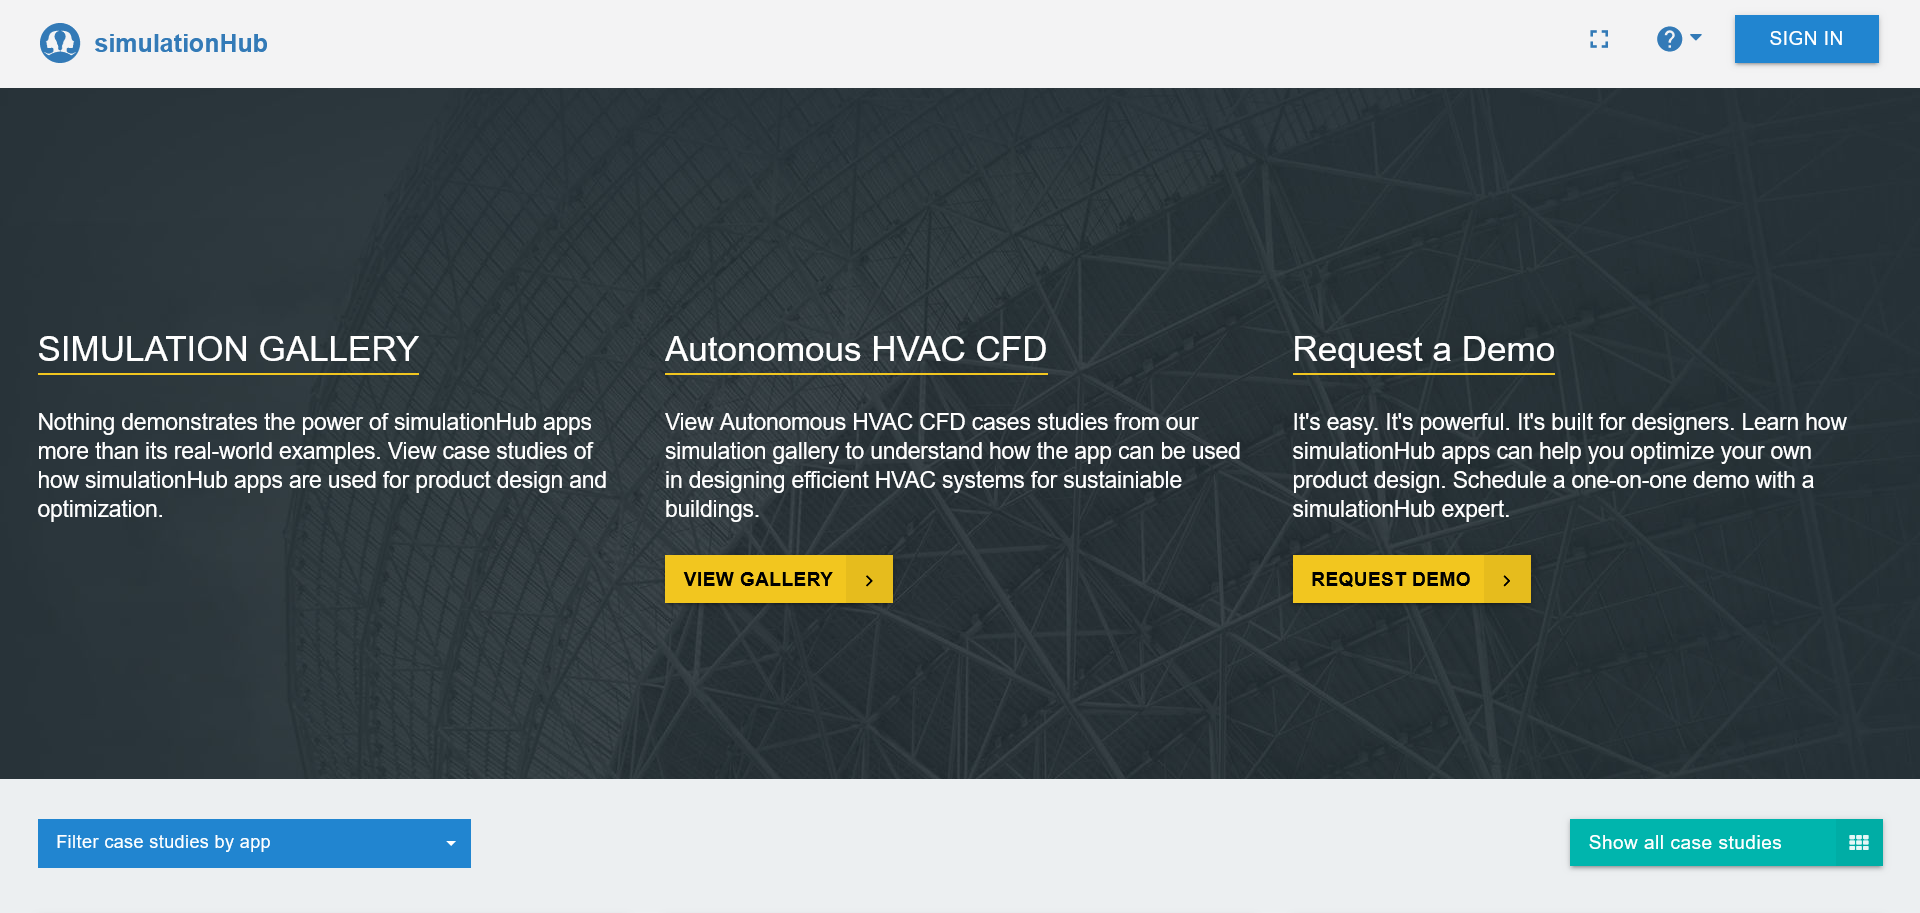 simulationHub
SIGN IN
SIMULATION GALLERY
Nothing demonstrates the power of simulationHub apps
more than its real-world examples. View case studies of
how simulationHub apps are used for product design and
optimization.
Autonomous HVAC CFD
View Autonomous HVAC CFD cases studies from our
simulation gallery to understand how the app can be used
in designing efficient HVAC systems for sustainiable
buildings.
VIEW GALLERY
Request a Demo
It's easy. It's powerful. It's built for designers. Learn how
simulationHub apps can help you optimize your own
product design. Schedule a one-on-one demo with a
simulationHub expert.
REQUEST DEMO
Filter case studies by app
Show all case studies